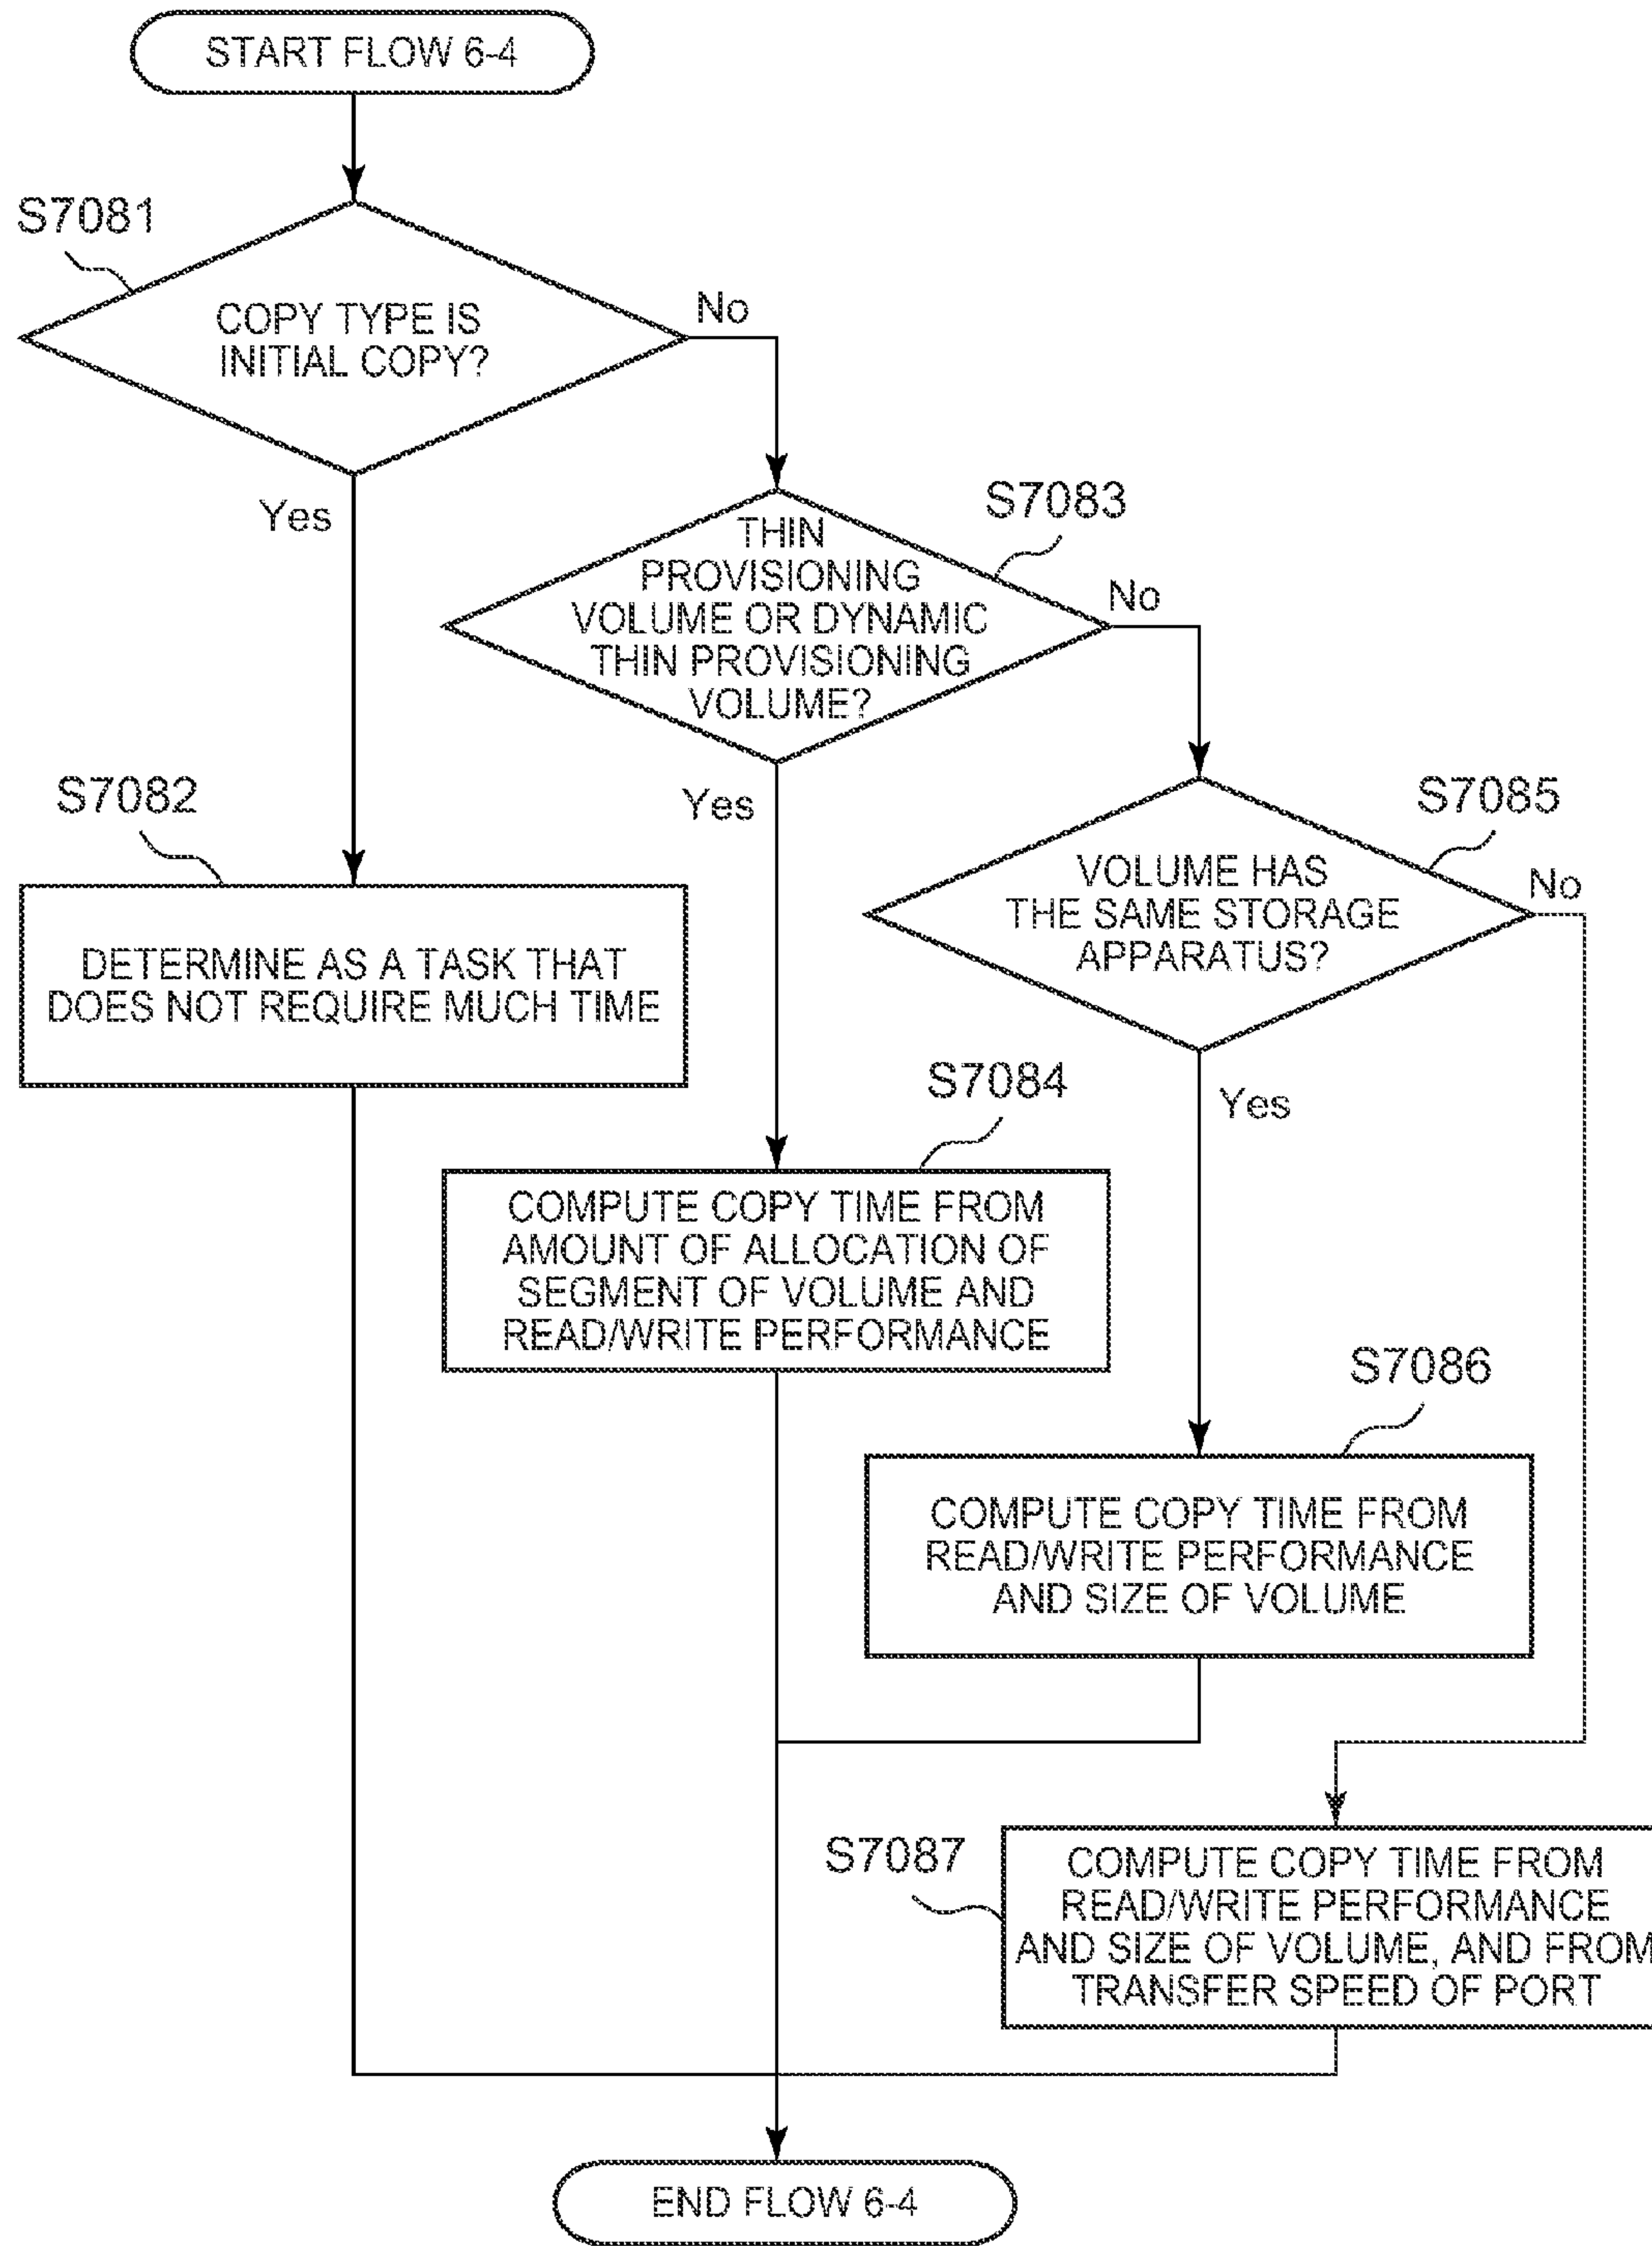 START FLOW 6-4
S7081
COPY TYPE IS
INITIAL COPY?
No
Yes
S7083
THIN
PROVISIONING
VOLUME OR DYNAMIC
THIN PROVISIONING
VOLUME?
No
Yes
S7082
DETERMINE AS A TASK THAT
DOES NOT REQUIRE MUCH TIME
S7085
VOLUME HAS
THE SAME STORAGE
APPARATUS?
No
Yes
S7084
COMPUTE COPY TIME FROM
AMOUNT OF ALLOCATION OF
SEGMENT OF VOLUME AND
READ/WRITE PERFORMANCE
S7086
COMPUTE COPY TIME FROM
READ/WRITE PERFORMANCE
AND SIZE OF VOLUME
S7087
COMPUTE COPY TIME FROM
READ/WRITE PERFORMANCE
AND SIZE OF VOLUME, AND FROM
TRANSFER SPEED OF PORT
END FLOW 6-4